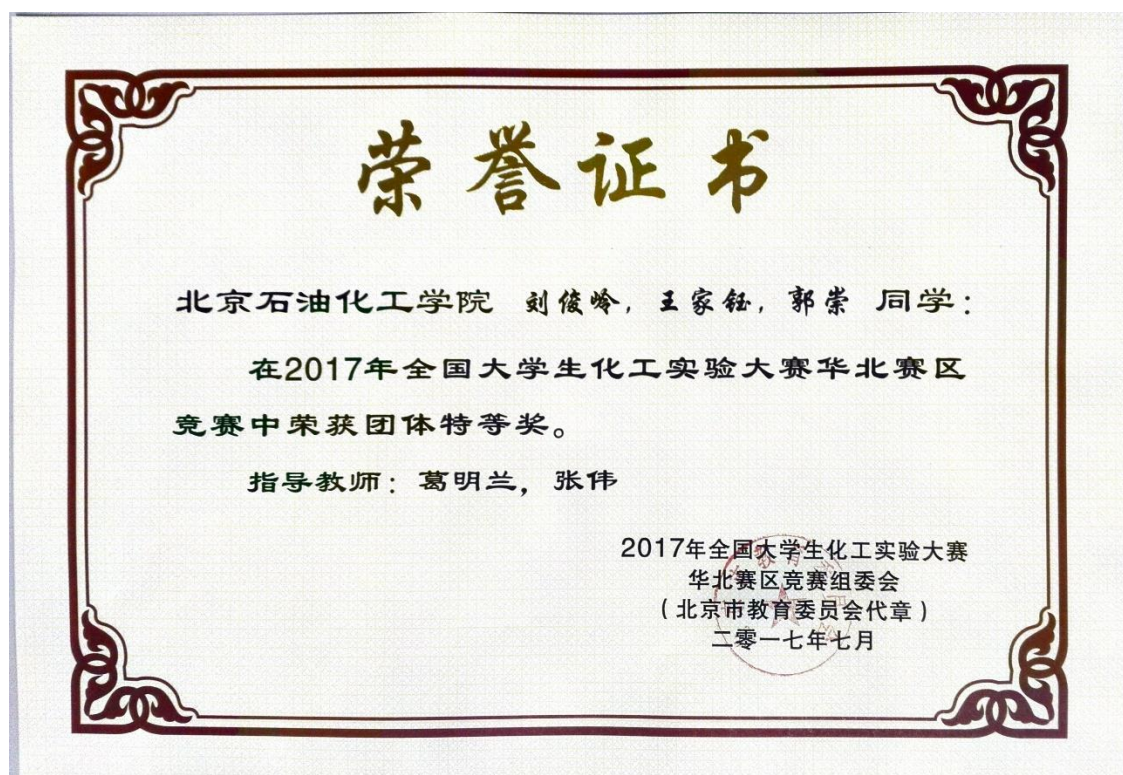 荣誉证书
北京石油化工学院 刘俊岭，王家钰，郭崇 同学：
在2017年全国大学生化工实验大赛华北赛区
竞赛中荣获团体特等奖。
指导教师：葛明兰，张伟
2017年全国大学生化工实验大赛
华北赛区竞赛组委会
（北京市教育委员会代章）
二零一七年七月